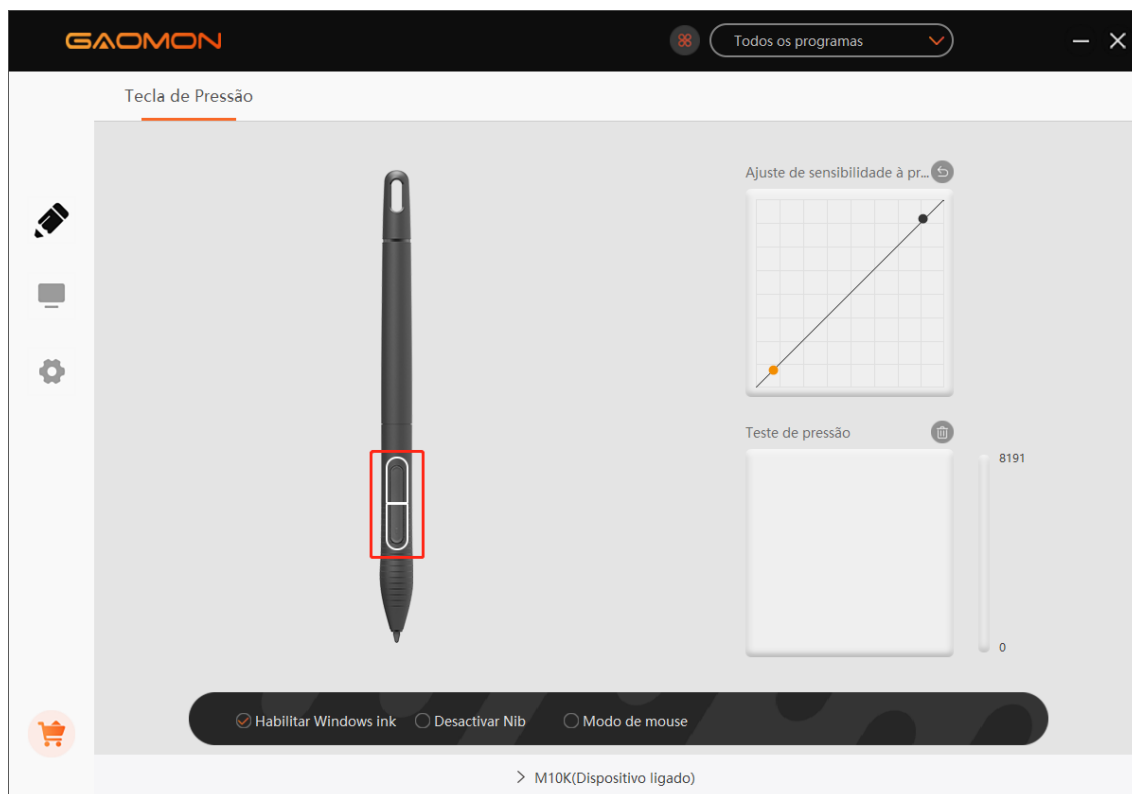 GAOMON
Todos os programas
Tecla de Pressão
Ajuste de sensibilidade à pr...
Teste de pressão
8191
0
Habilitar Windows ink
Desactivar Nib
Modo de mouse
M10K(Dispositivo ligado)